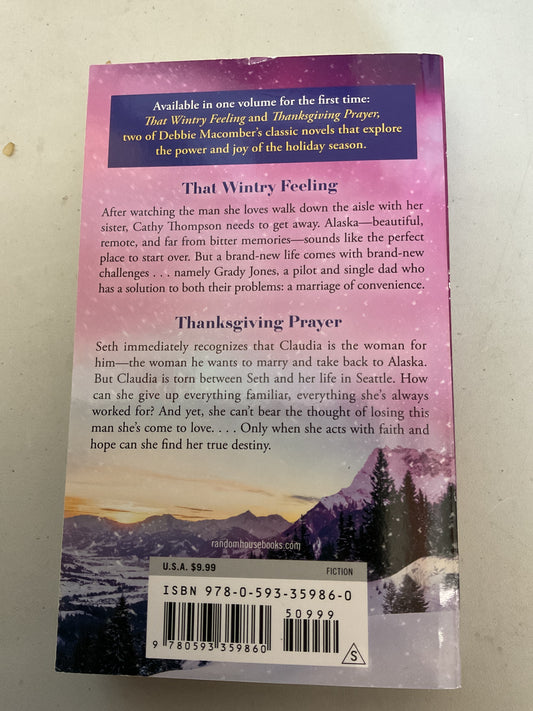 Available in one volume for the first time:
That Wintry Feeling and Thanksgiving Prayer,
two of Debbie Macomber's classic novels that explore
the power and joy of the holiday season.
That Wintry Feeling
After watching the man she loves walk down the aisle with her
sister, Cathy Thompson needs to get away. Alaska—beautiful,
remote, and far from bitter memories—sounds like the perfect
place to start over. But a brand-new life comes with brand-new
challenges . . . namely Grady Jones, a pilot and single dad who
has a solution to both their problems: a marriage of convenience.
Thanksgiving Prayer
Seth immediately recognizes that Claudia is the woman for
him—the woman he wants to marry and take back to Alaska.
But Claudia is torn between Seth and her life in Seattle. How
can she give up everything familiar, everything she's always
worked for? And yet, she can't bear the thought of losing this
man she's come to love. . . . Only when she acts with faith and
hope can she find her true destiny.
randomhousebooks.com
U.S.A. $9.99 FICTION
ISBN 978-0-593-35986-0
50999
9 780593 359860
S